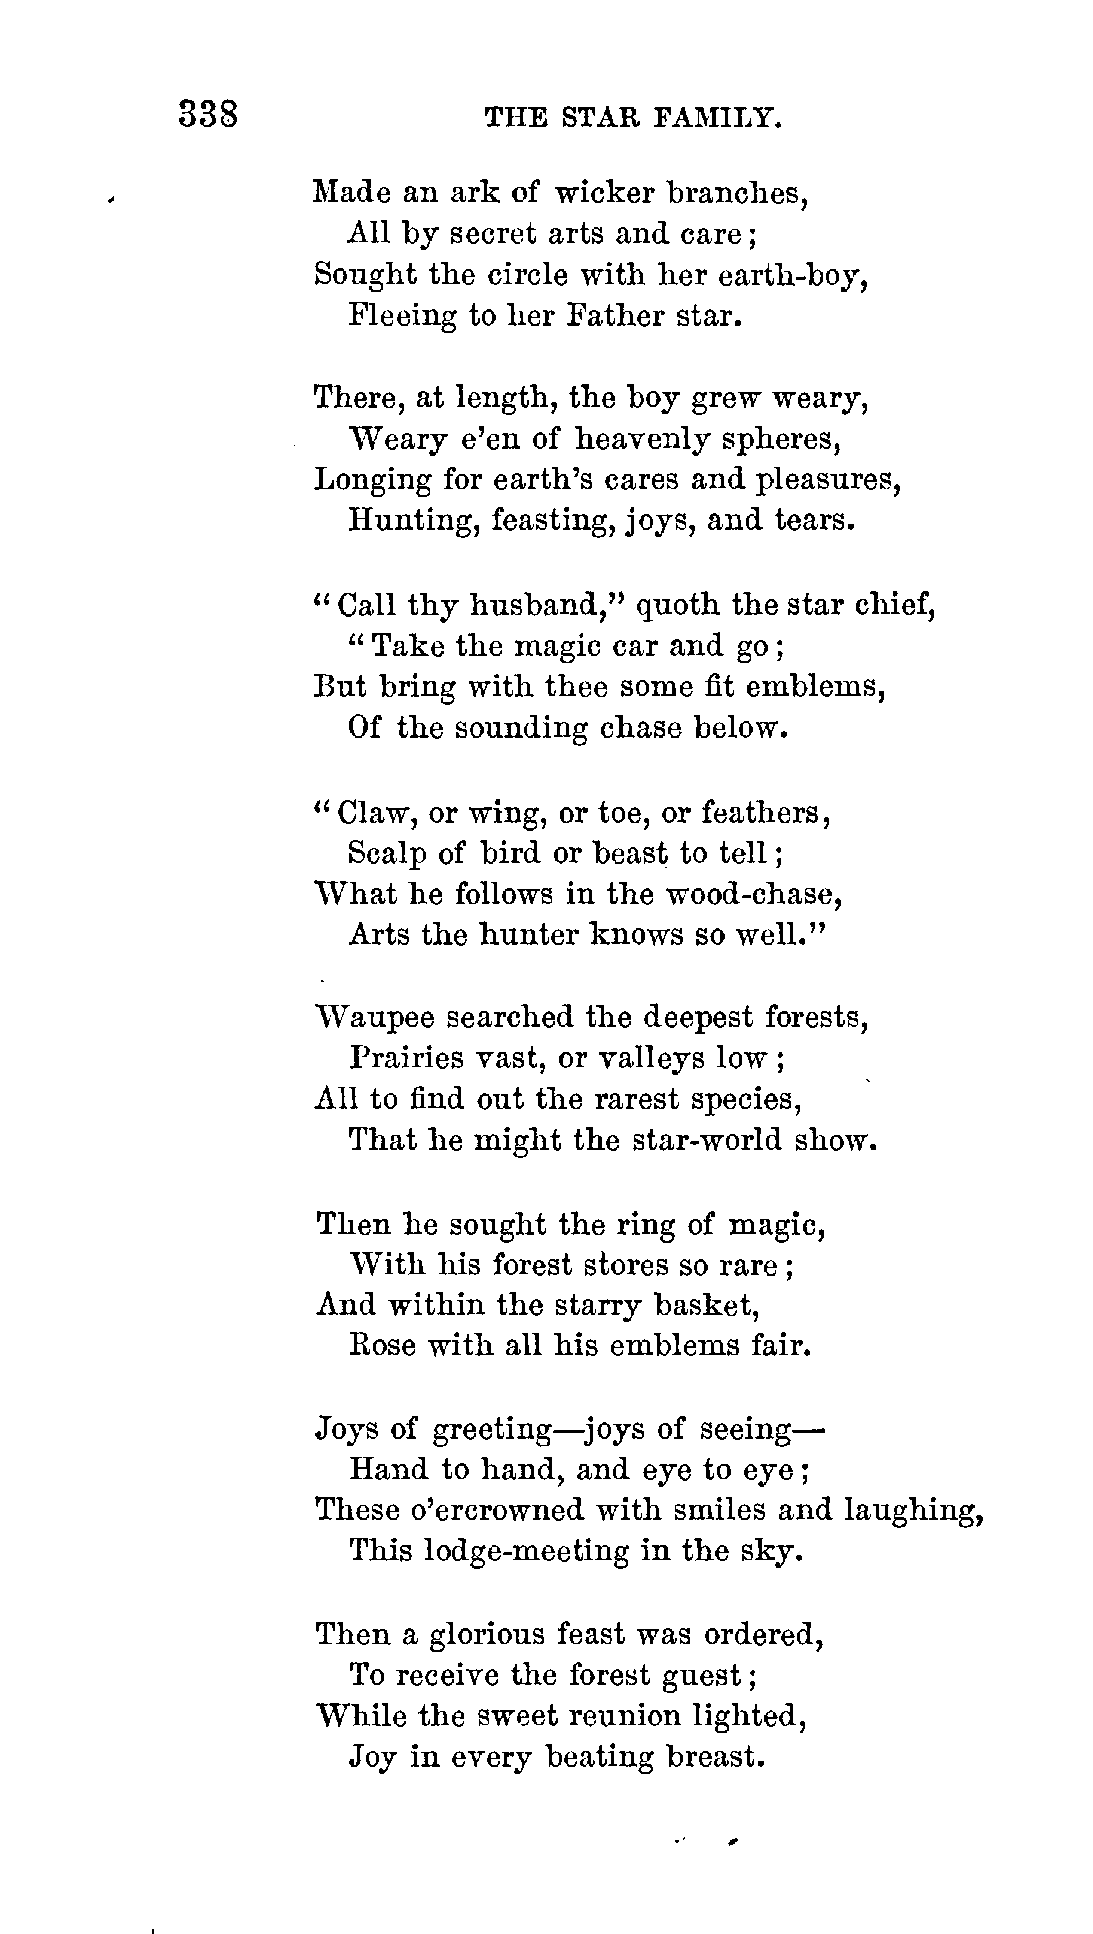 338 THE STAR FAMILY.
Made an ark of wicker branches,
All by secret arts and care;
Sought the circle with her earth-boy,
Fleeing to her Father star.
There, at length, the boy grew weary,
Weary e'en of heavenly spheres,
Longing for earth's cares and pleasures,
Hunting, feasting, joys, and tears.
"Call thy husband," quoth the star chief,
"Take the magic car and go;
But bring with thee some fit emblems,
Of the sounding chase below.
"Claw, or wing, or toe, or feathers,
Scalp of bird or beast to tell;
What he follows in the wood-chase,
Arts the hunter knows so well."
Waupee searched the deepest forests,
Prairies vast, or valleys low;
All to find out the rarest species,
That he might the star-world show.
Then he sought the ring of magic,
With his forest stores so rare;
And within the starry basket,
Rose with all his emblems fair.
Joys of greeting—joys of seeing—
Hand to hand, and eye to eye;
These o'ercrowned with smiles and laughing,
This lodge-meeting in the sky.
Then a glorious feast was ordered,
To receive the forest guest;
While the sweet reunion lighted,
Joy in every beating breast.